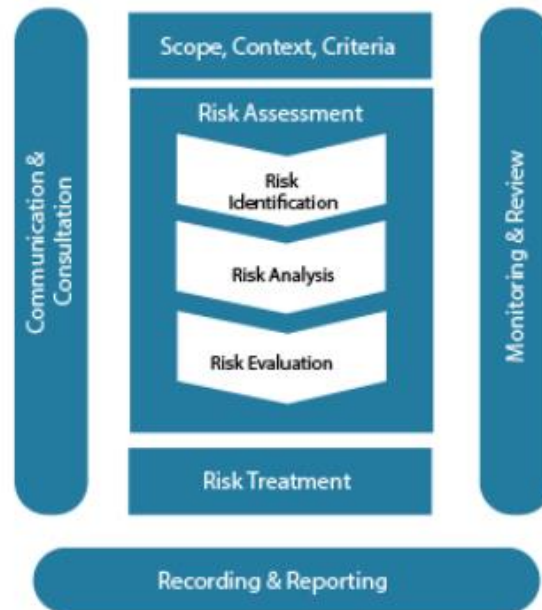 Scope, Context, Criteria
Risk Assessment
Risk
Identification
Risk Analysis
Risk Evaluation
Risk Treatment
Communication &
Consultation
Monitoring & Review
Recording & Reporting